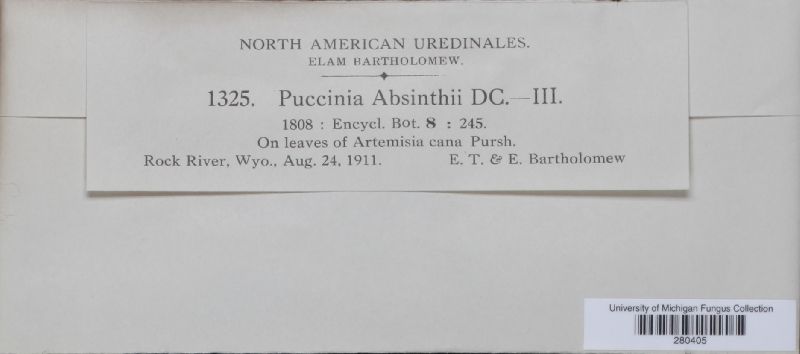 NORTH AMERICAN UREDINALES.
ELAM BARTHOLOMEW.
1325. Puccinia Absinthii DC.—III.
1808 : Encycl. Bot. 8 : 245.
On leaves of Artemisia cana Pursh.
Rock River, Wyo., Aug. 24, 1911. E. T. & E. Bartholomew
University of Michigan Fungus Collection
280405